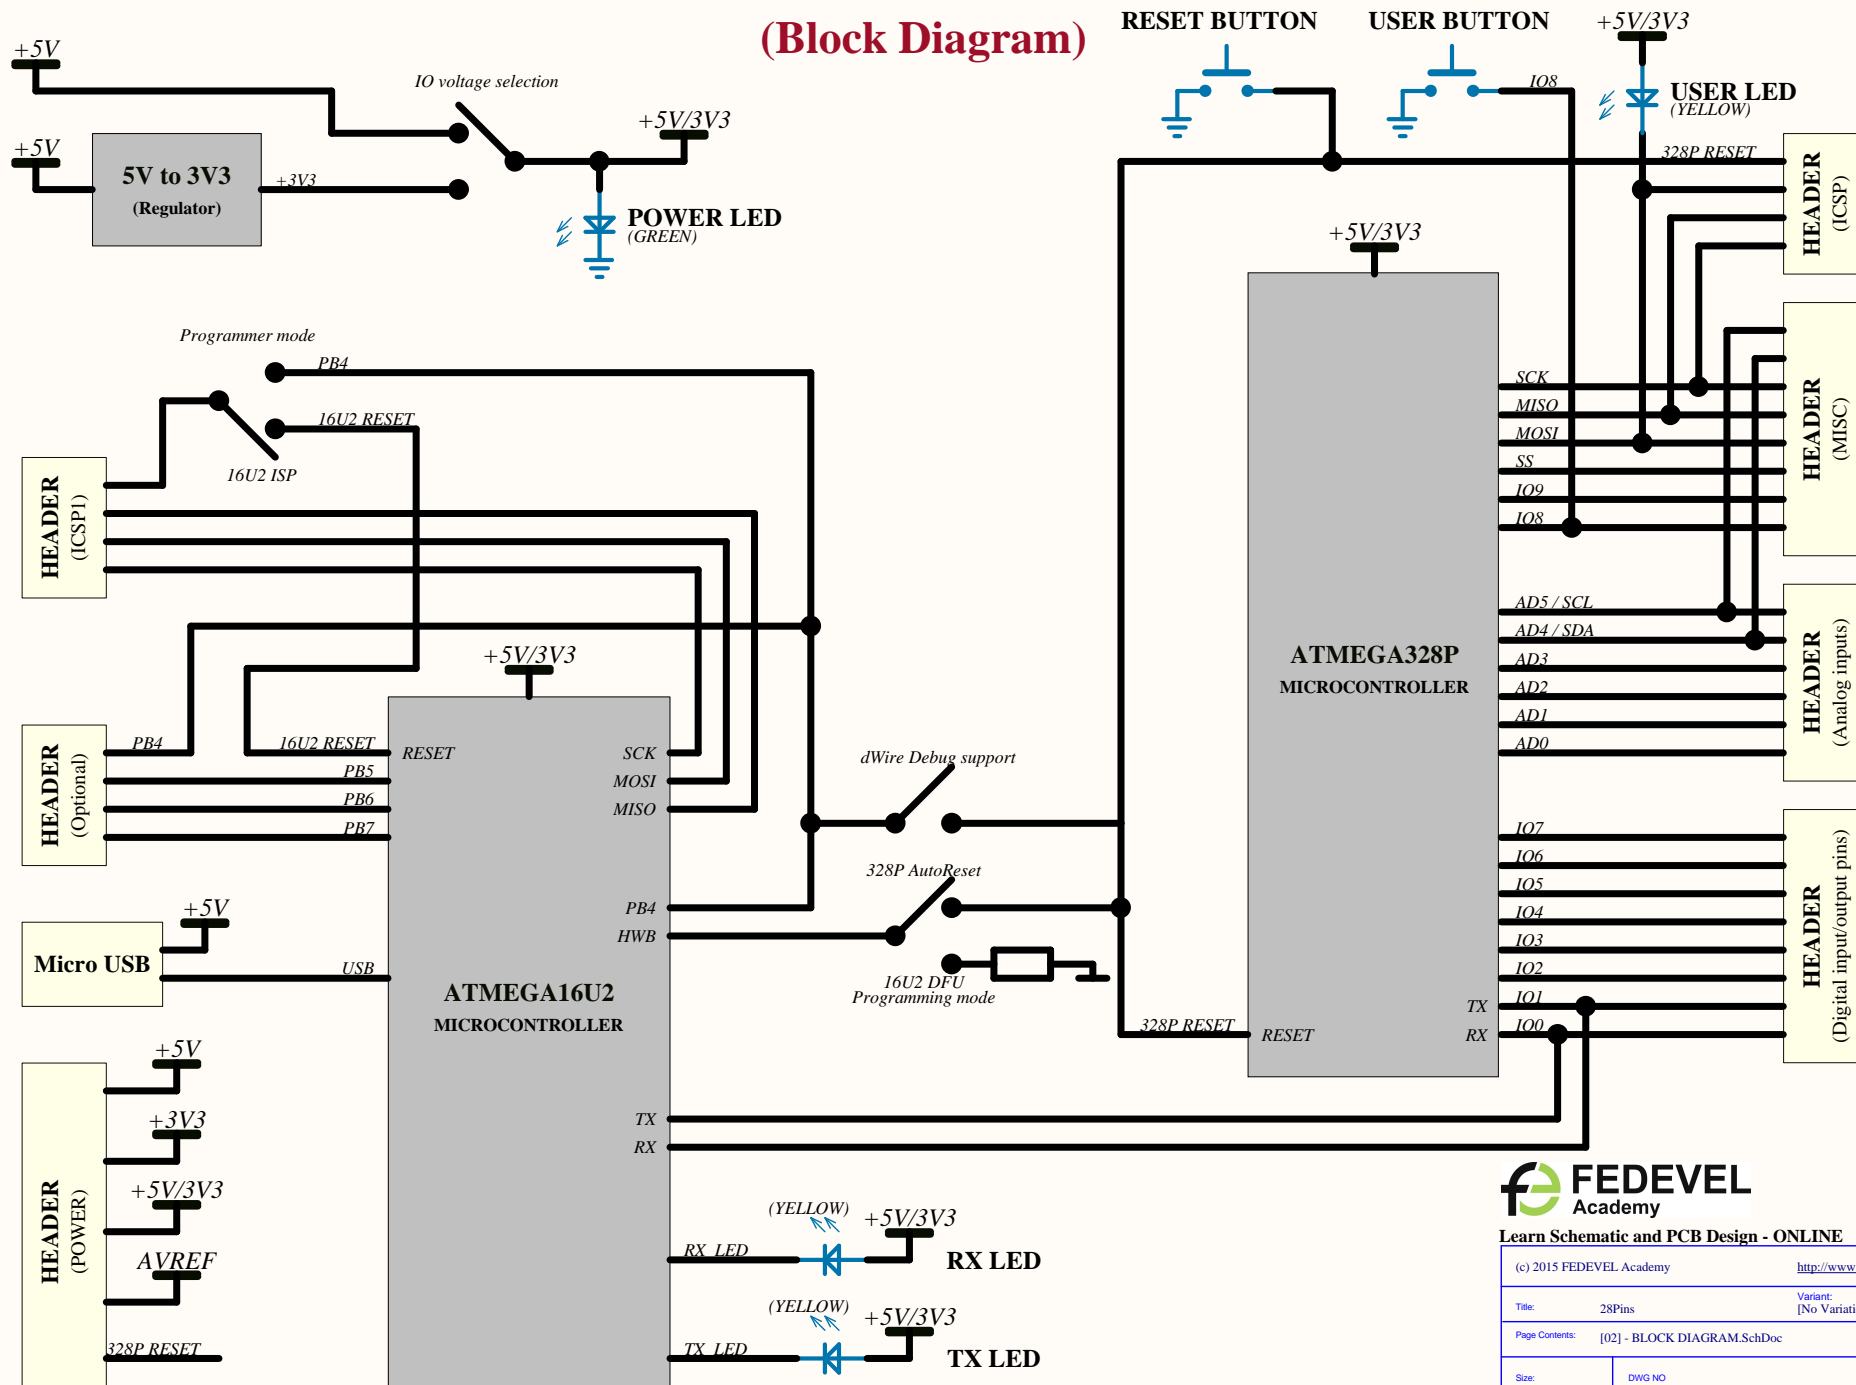 (Block Diagram)
RESET BUTTON
USER BUTTON
+5V/3V3
+5V
IO voltage selection
IO8
USER LED
(YELLOW)
+5V/3V3
+5V
5V to 3V3
(Regulator)
+3V3
328P RESET
HEADER
(ICSP)
POWER LED
(GREEN)
+5V/3V3
Programmer mode
PB4
16U2 RESET
16U2 ISP
HEADER
(ICSP1)
SCK
MISO
MOSI
SS
IO9
IO8
HEADER
(MISC)
AD5 / SCL
AD4 / SDA
AD3
AD2
AD1
AD0
HEADER
(Analog inputs)
ATMEGA328P
MICROCONTROLLER
+5V/3V3
HEADER
(Optional)
PB4
16U2 RESET
PB5
PB6
PB7
RESET
SCK
MOSI
MISO
dWire Debug support
328P AutoReset
PB4
HWB
16U2 DFU
Programming mode
IO7
IO6
IO5
IO4
IO3
IO2
IO1
IO0
TX
RX
HEADER
(Digital input/output pins)
328P RESET
RESET
+5V
Micro USB
USB
ATMEGA16U2
MICROCONTROLLER
HEADER
(POWER)
+5V
+3V3
+5V/3V3
AVREF
328P RESET
TX
RX
RX_LED
(YELLOW)
+5V/3V3
RX LED
TX_LED
(YELLOW)
+5V/3V3
TX LED
FEDEVEL
Academy
Learn Schematic and PCB Design - ONLINE
(c) 2015 FEDEVEL Academy
http://www
Title:
28Pins
Variant:
[No Variati
Page Contents:
[02] - BLOCK DIAGRAM.SchDoc
Size:
DWG NO